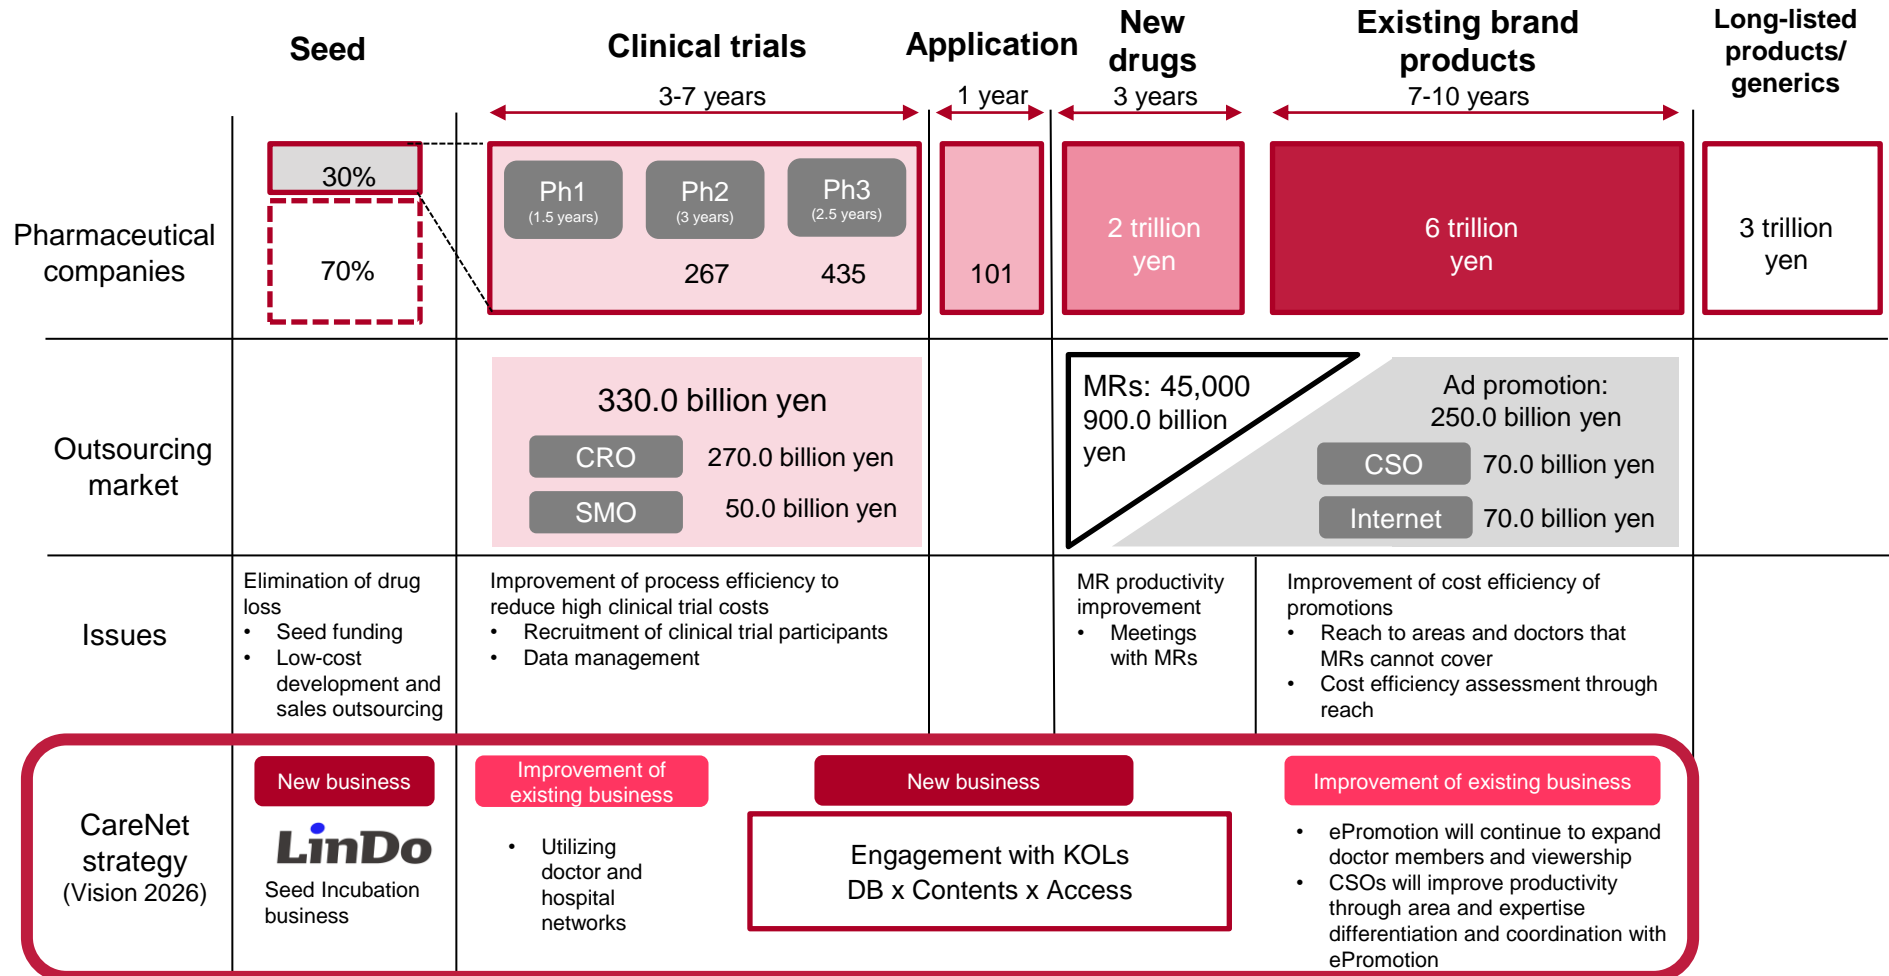 Seed
Clinical trials
Application
New
drugs
Existing brand
products
Long-listed
products/
generics
3-7 years
1 year
3 years
7-10 years
Pharmaceutical
companies
30%
70%
Ph1
(1.5 years)
Ph2
(3 years)
Ph3
(2.5 years)
267
435
101
2 trillion
yen
6 trillion
yen
3 trillion
yen
Outsourcing
market
330.0 billion yen
CRO
270.0 billion yen
SMO
50.0 billion yen
MRs: 45,000
900.0 billion
yen
Ad promotion:
250.0 billion yen
CSO
70.0 billion yen
Internet
70.0 billion yen
Issues
Elimination of drug
loss
• Seed funding
• Low-cost
development and
sales outsourcing
Improvement of process efficiency to
reduce high clinical trial costs
• Recruitment of clinical trial participants
• Data management
MR productivity
improvement
• Meetings
with MRs
Improvement of cost efficiency of
promotions
• Reach to areas and doctors that
MRs cannot cover
• Cost efficiency assessment through
reach
CareNet
strategy
(Vision 2026)
New business
LinDo
Seed Incubation
business
Improvement of
existing business
• Utilizing
doctor and
hospital
networks
New business
Engagement with KOLs
DB x Contents x Access
Improvement of existing business
• ePromotion will continue to expand
doctor members and viewership
• CSOs will improve productivity
through area and expertise
differentiation and coordination with
ePromotion